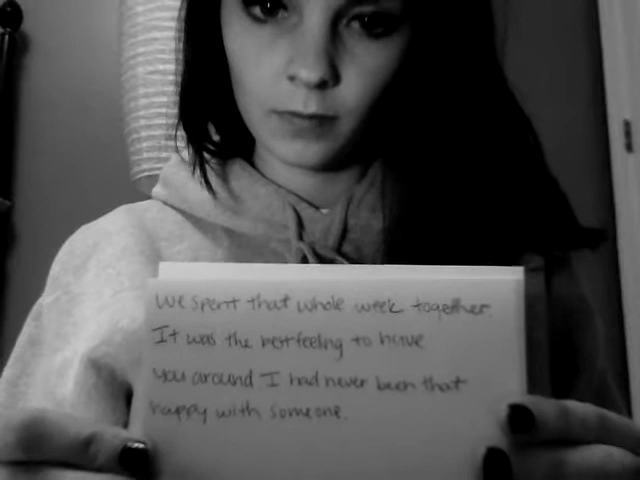 We spent that whole week together.
It was the best feeling to have
you around I had never been that
happy with someone.